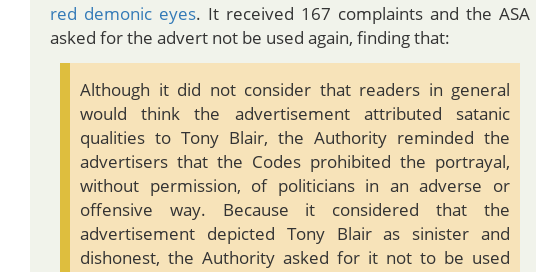 red demonic eyes. It received 167 complaints and the ASA
asked for the advert not be used again, finding that:
Although it did not consider that readers in general
would think the advertisement attributed satanic
qualities to Tony Blair, the Authority reminded the
advertisers that the Codes prohibited the portrayal,
without permission, of politicians in an adverse or
offensive way. Because it considered that the
advertisement depicted Tony Blair as sinister and
dishonest, the Authority asked for it not to be used